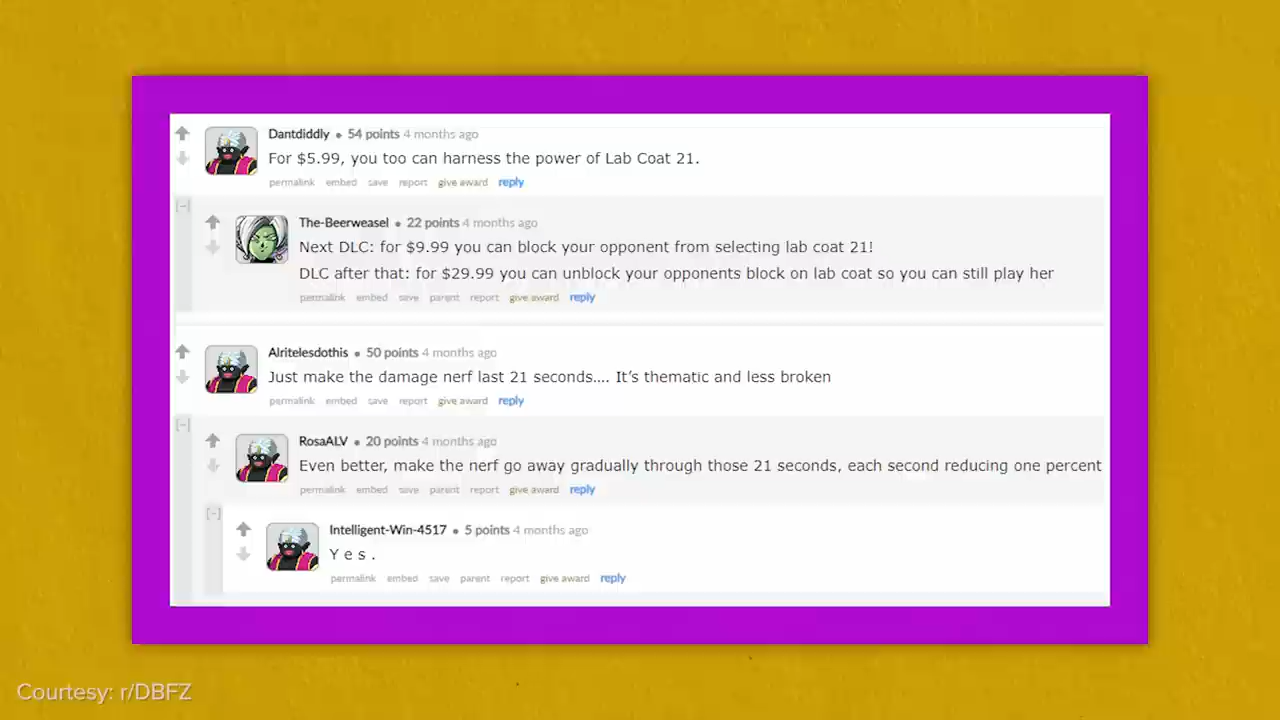 Dantdiddly • 54 points 4 months ago
For $5.99, you too can harness the power of Lab Coat 21.
permalink embed save report give award reply
[-]
The-Beerweasel • 22 points 4 months ago
Next DLC: for $9.99 you can block your opponent from selecting lab coat 21!
DLC after that: for $29.99 you can unblock your opponents block on lab coat so you can still play her
permalink embed save parent report give award reply
Alritelesdothis • 50 points 4 months ago
Just make the damage nerf last 21 seconds.... It’s thematic and less broken
permalink embed save report give award reply
[-]
RosaALV • 20 points 4 months ago
Even better, make the nerf go away gradually through those 21 seconds, each second reducing one percent
permalink embed save parent report give award reply
[-]
Intelligent-Win-4517 • 5 points 4 months ago
Y e s .
permalink embed save parent report give award reply
Courtesy: r/DBFZ